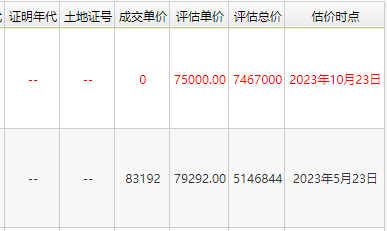 证明年代 土地证号 成交单价 评估单价 评估总价 估价时点
-- -- 0 75000.00 7467000 2023年10月23日
-- -- 83192 79292.00 5146844 2023年5月23日